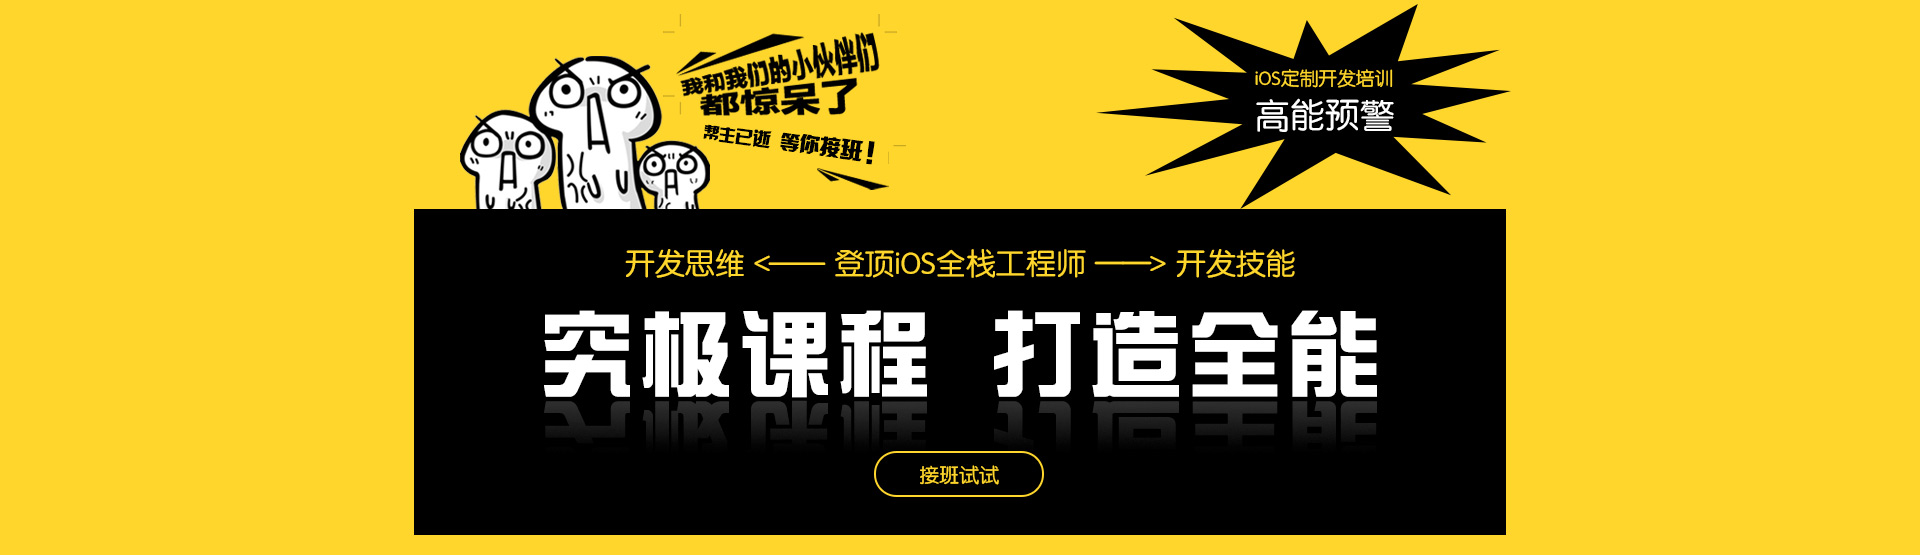 我和我们的小伙伴们
都惊呆了
帮主已逝 等你接班!
iOS定制开发培训
高能预警
开发思维 <—— 登顶iOS全栈工程师 ——> 开发技能
究极课程 打造全能
接班试试